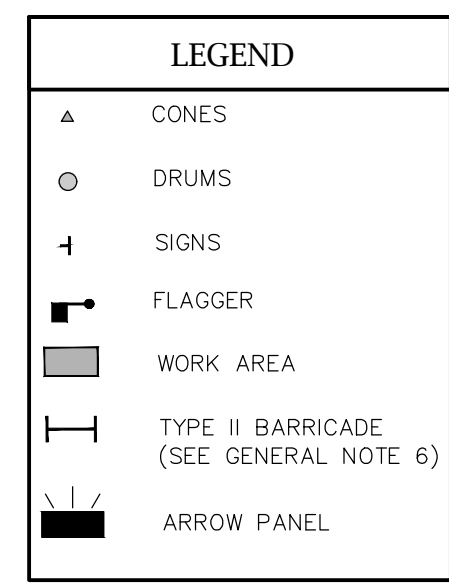 LEGEND
CONES
DRUMS
SIGNS
FLAGGER
WORK AREA
TYPE II BARRICADE
(SEE GENERAL NOTE 6)
ARROW PANEL